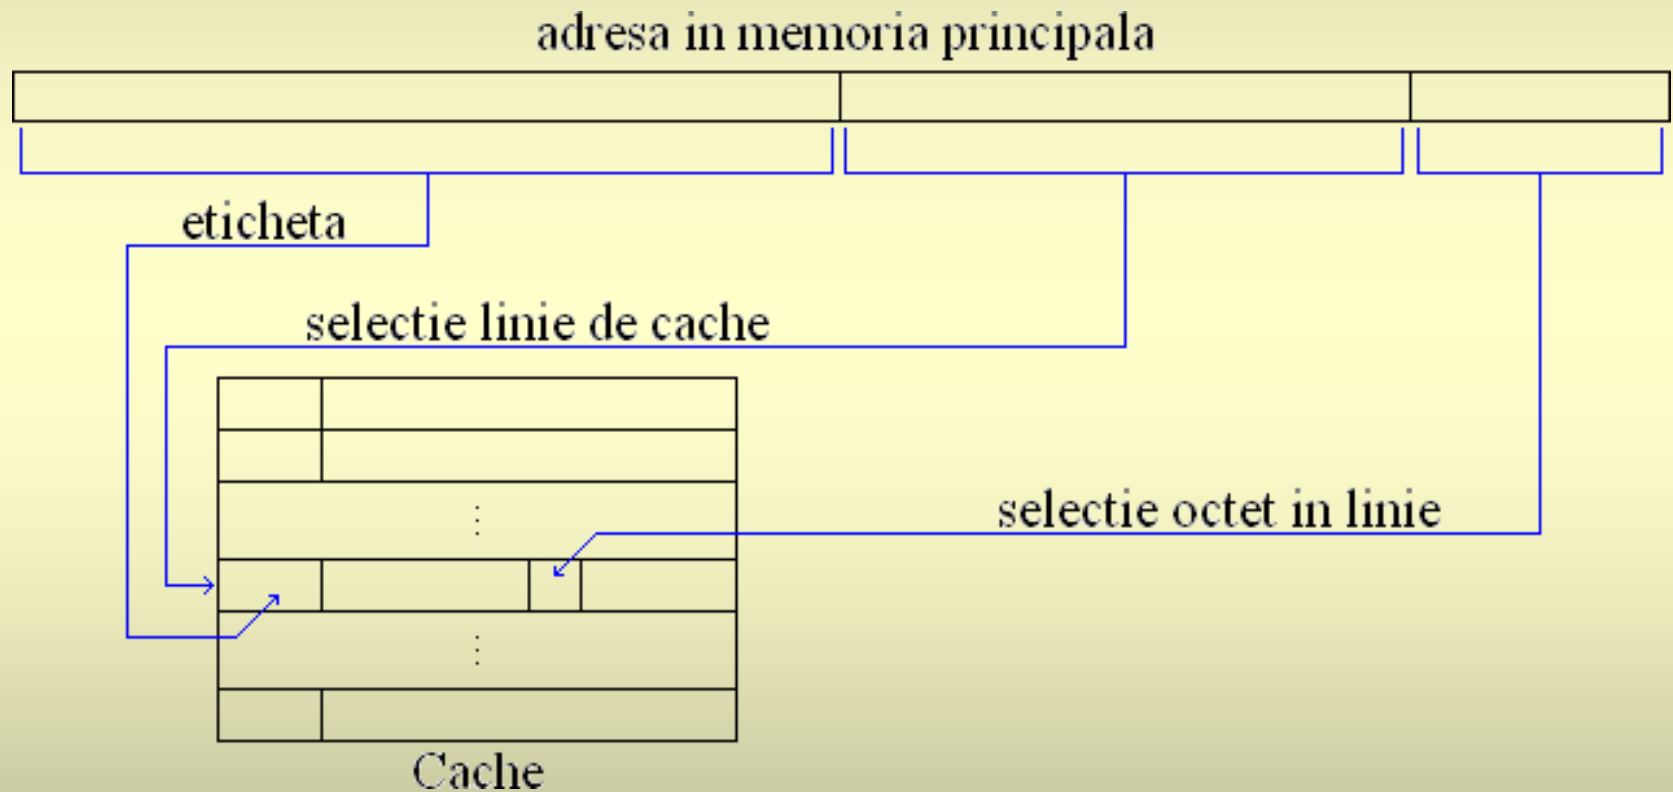 adresa in memoria principala
eticheta
selectie linie de cache
selectie octet in linie
Cache